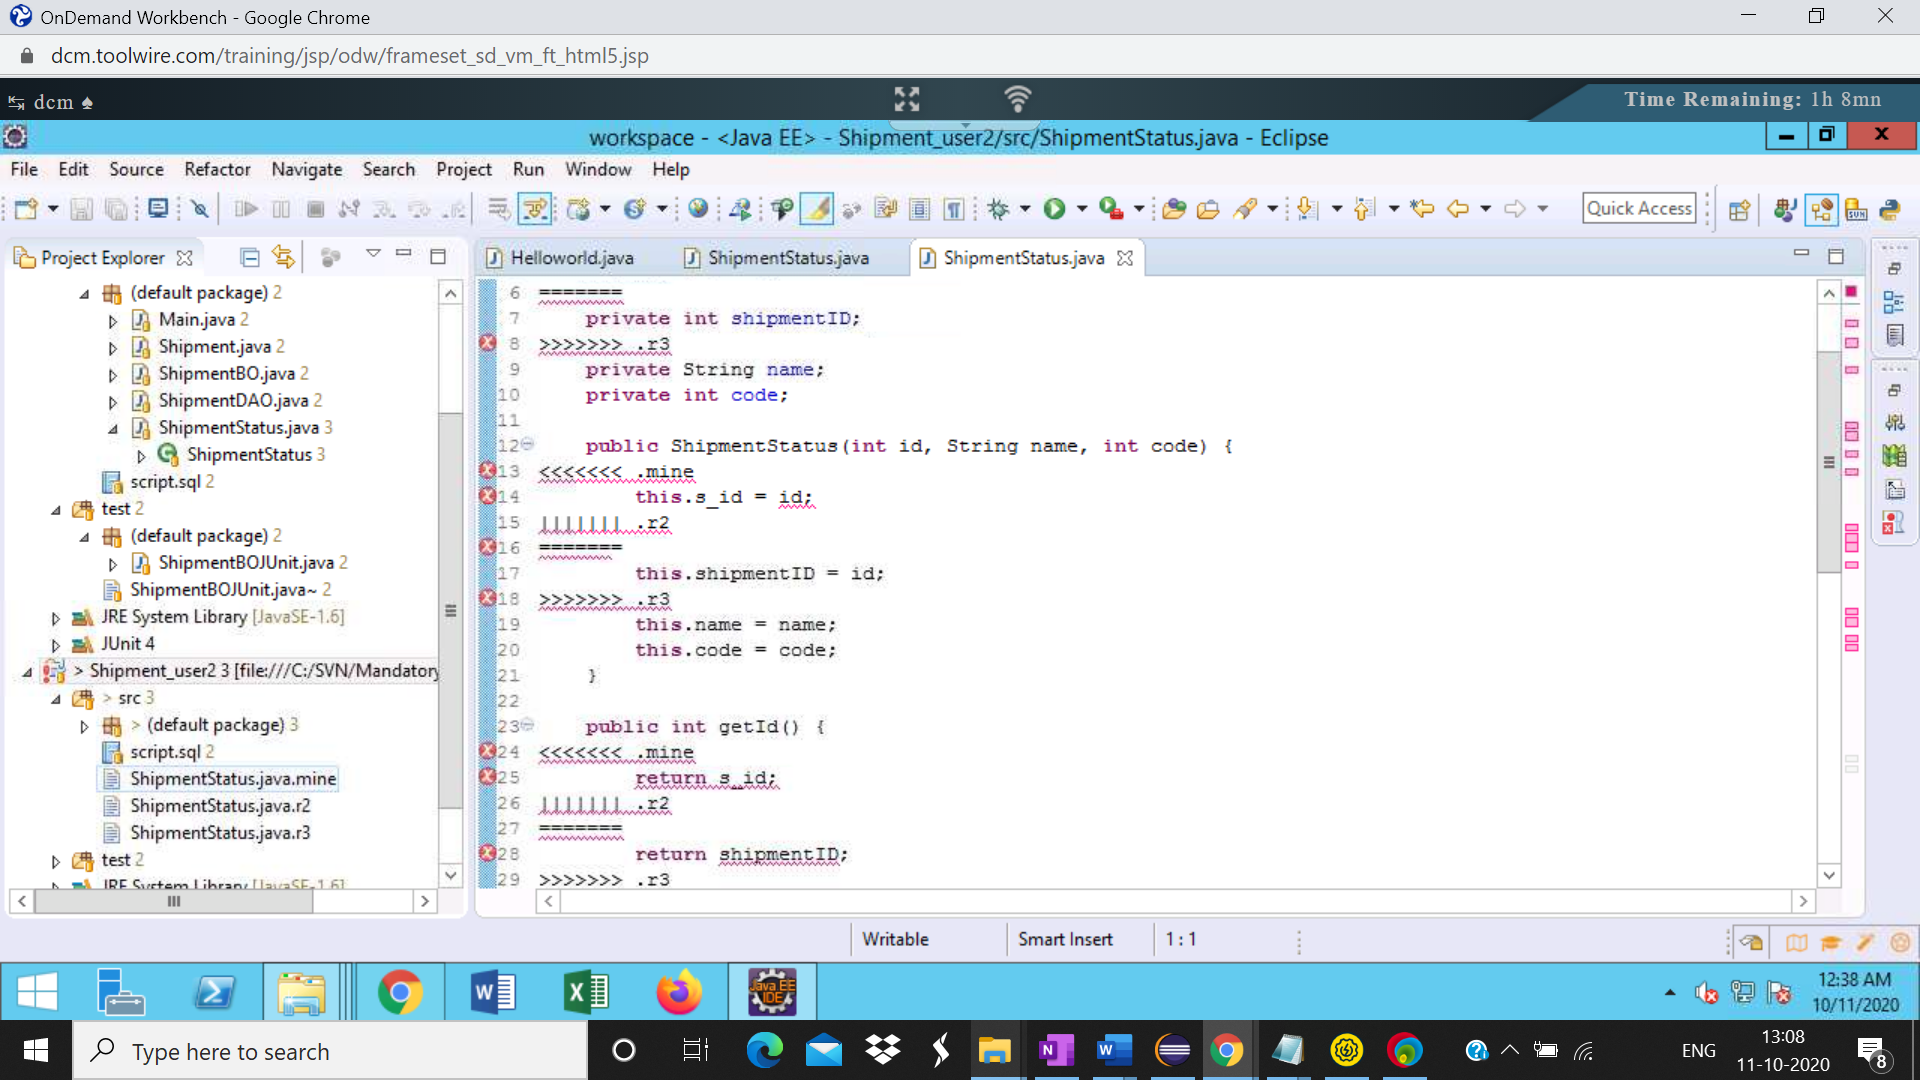 OnDemand Workbench - Google Chrome
dcm.toolwire.com/training/jsp/odw/frameset_sd_vm_ft_html5.jsp
dcm ♠
Time Remaining: 1h 8mn
workspace - <Java EE> - Shipment_user2/src/ShipmentStatus.java - Eclipse
File Edit Source Refactor Navigate Search Project Run Window Help
Quick Access
Project Explorer
(default package) 2
Main.java 2
Shipment.java 2
ShipmentBO.java 2
ShipmentDAO.java 2
ShipmentStatus.java 3
ShipmentStatus 3
script.sql 2
test 2
(default package) 2
ShipmentBOJUnit.java 2
ShipmentBOJUnit.java~ 2
JRE System Library [JavaSE-1.6]
JUnit 4
> Shipment_user2 3 [file:///C:/SVN/Mandatory
> src 3
> (default package) 3
script.sql 2
ShipmentStatus.java.mine
ShipmentStatus.java.r2
ShipmentStatus.java.r3
test 2
JRE System Library [JavaSE-1.6]
Helloworld.java ShipmentStatus.java ShipmentStatus.java
6 =======
7 private int shipmentID;
8 >>>>>>> .r3
9 private String name;
10 private int code;
11
12 public ShipmentStatus(int id, String name, int code) {
13 <<<<<<< .mine
14 this.s_id = id;
15 ||||||| .r2
16 =======
17 this.shipmentID = id;
18 >>>>>>> .r3
19 this.name = name;
20 this.code = code;
21 }
22
23 public int getId() {
24 <<<<<<< .mine
25 return s_id;
26 ||||||| .r2
27 =======
28 return shipmentID;
29 >>>>>>> .r3
Writable Smart Insert 1 : 1
12:38 AM
10/11/2020
Type here to search
ENG
13:08
11-10-2020
8